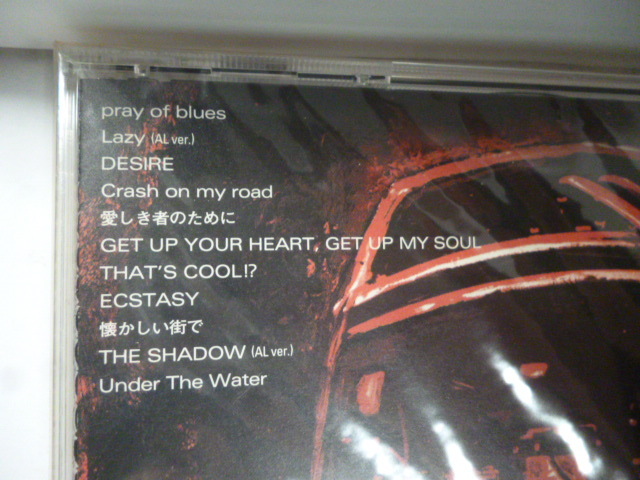 pray of blues
Lazy (AL ver.)
DESIRE
Crash on my road
愛しき者のために
GET UP YOUR HEART, GET UP MY SOUL
THAT'S COOL!?
ECSTASY
懐かしい街で
THE SHADOW (AL ver.)
Under The Water